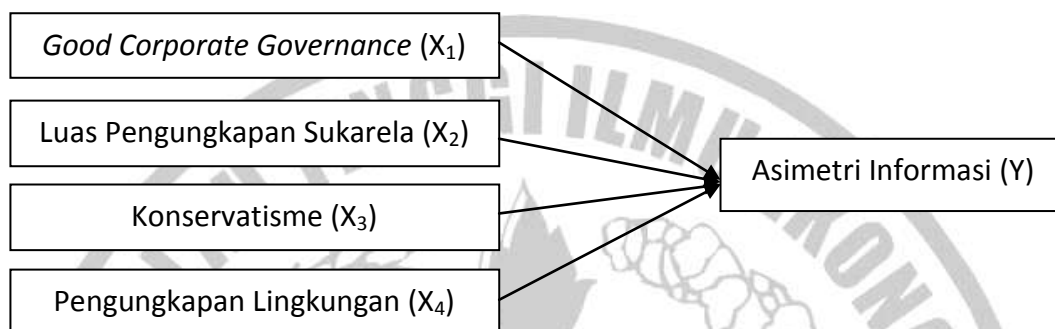 Good Corporate Governance (X₁)
Luas Pengungkapan Sukarela (X₂)
Konservatisme (X₃)
Pengungkapan Lingkungan (X₄)
Asimetri Informasi (Y)